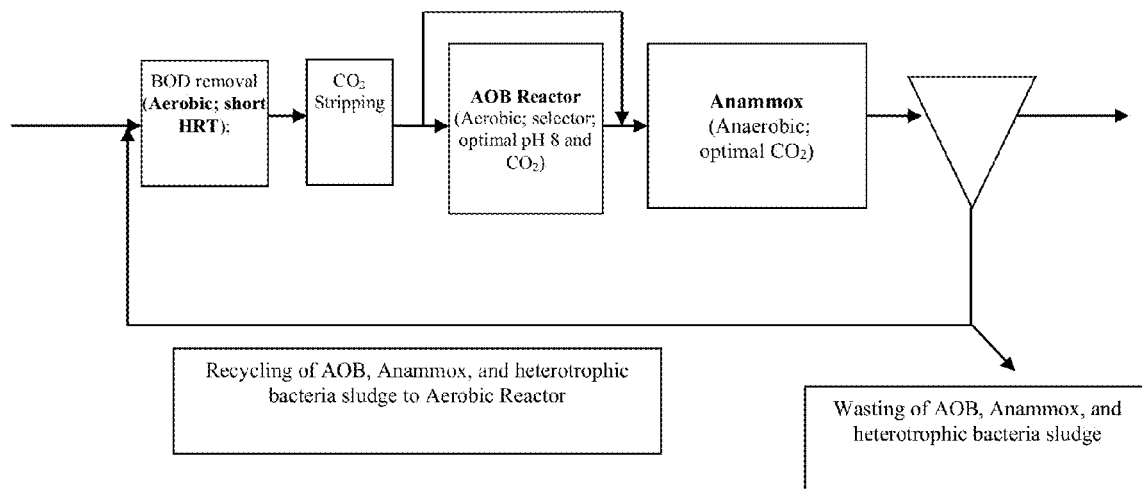 BOD removal
(Aerobic; short
HRT);
CO₂
Stripping
AOB Reactor
(Aerobic; selector;
optimal pH 8 and
CO₂)
Anammox
(Anaerobic;
optimal CO₂)
Recycling of AOB, Anammox, and heterotrophic
bacteria sludge to Aerobic Reactor
Wasting of AOB, Anammox, and
heterotrophic bacteria sludge